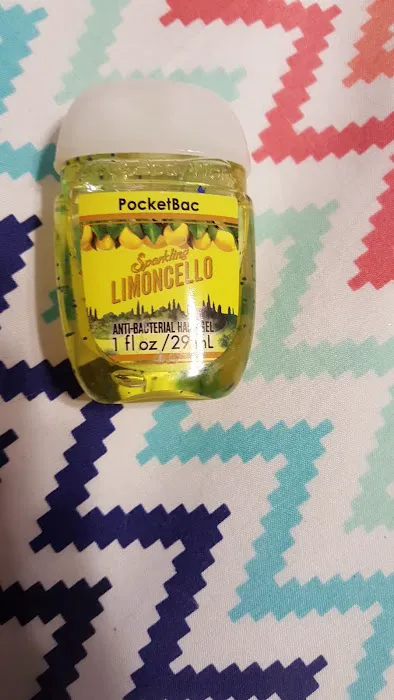 PocketBac
Sparkling
LIMONCELLO
ANTI-BACTERIAL HAND GEL
1 fl oz / 29 mL